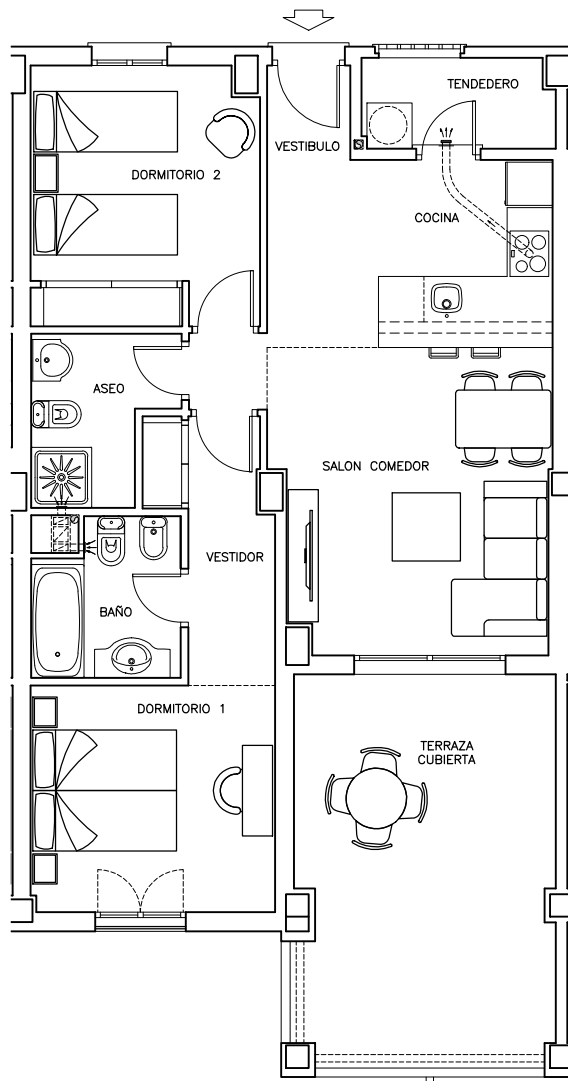 TENDEDERO
VESTIBULO
DORMITORIO 2
COCINA
ASEO
SALON COMEDOR
VESTIDOR
BAÑO
DORMITORIO 1
TERRAZA
CUBIERTA